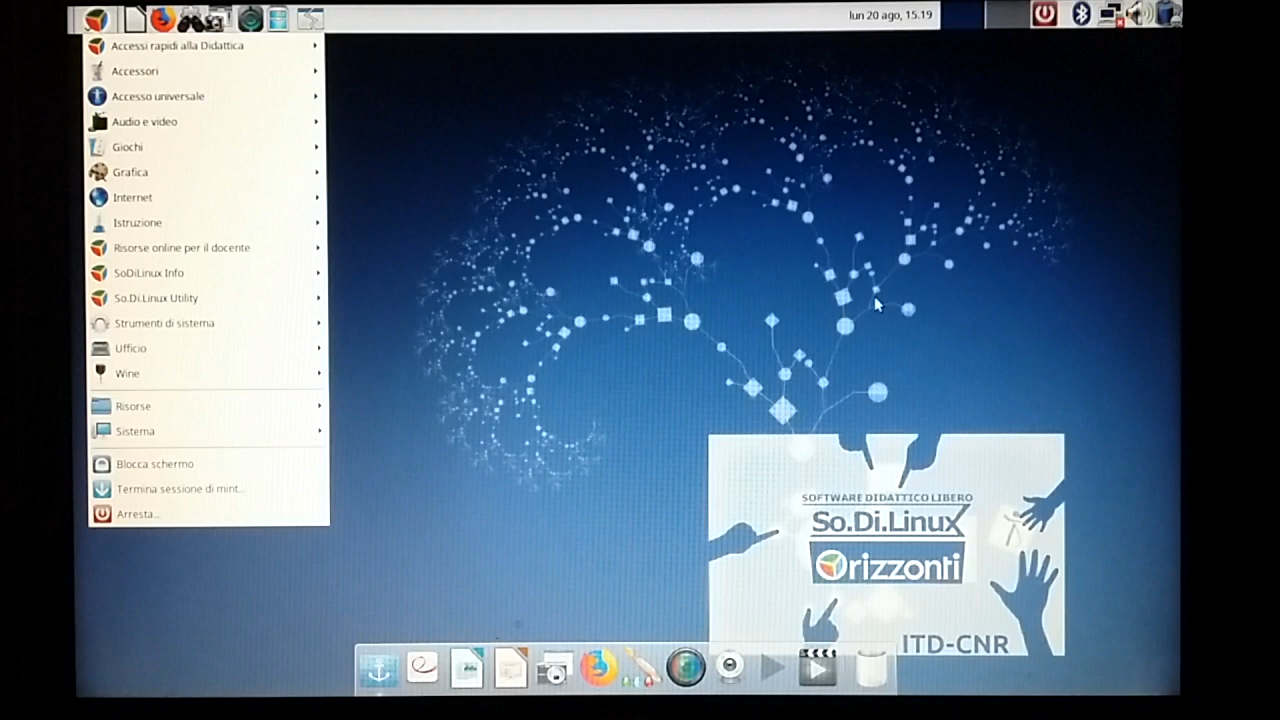 lun 20 ago, 15.19
Accessi rapidi alla Didattica
Accessori
Accesso universale
Audio e video
Giochi
Grafica
Internet
Istruzione
Risorse online per il docente
SoDiLinux Info
So.Di.Linux Utility
Strumenti di sistema
Ufficio
Wine
Risorse
Sistema
Blocca schermo
Termina sessione di mint...
Arresta...
SOFTWARE DIDATTICO LIBERO
So.Di.Linux
Orizzonti
ITD-CNR